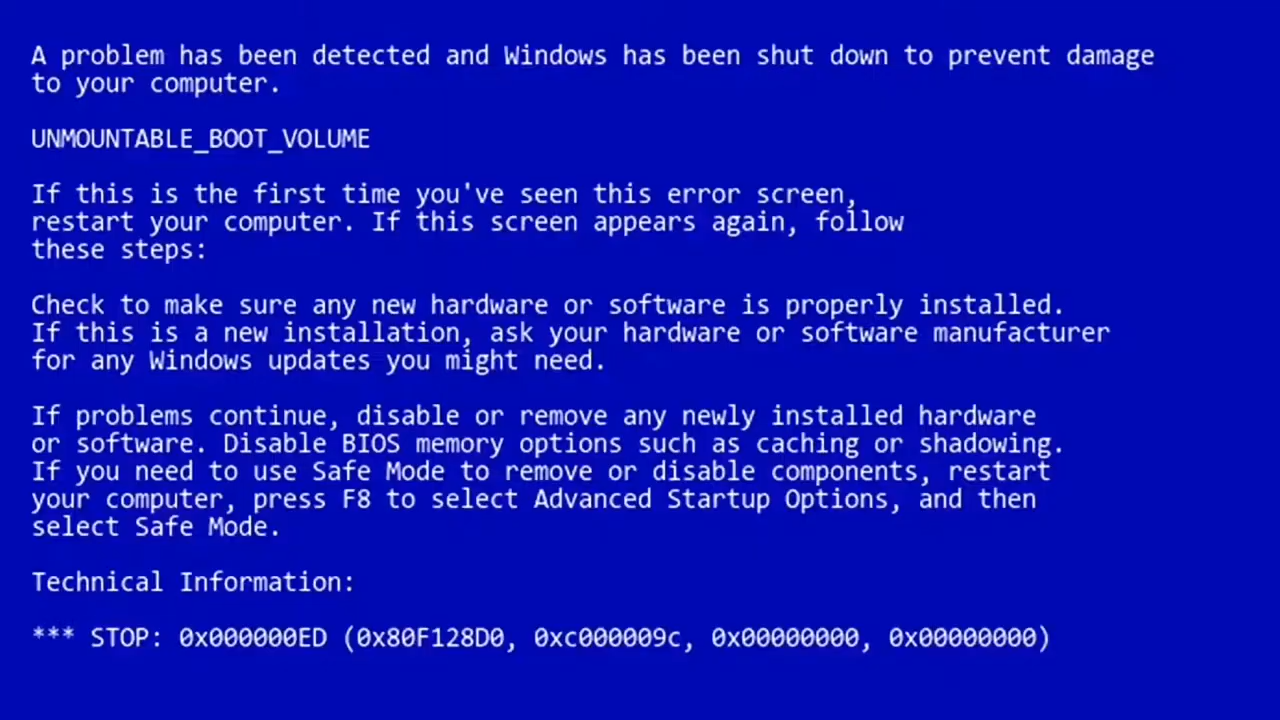 A problem has been detected and Windows has been shut down to prevent damage
to your computer.
UNMOUNTABLE_BOOT_VOLUME
If this is the first time you've seen this error screen,
restart your computer. If this screen appears again, follow
these steps:
Check to make sure any new hardware or software is properly installed.
If this is a new installation, ask your hardware or software manufacturer
for any Windows updates you might need.
If problems continue, disable or remove any newly installed hardware
or software. Disable BIOS memory options such as caching or shadowing.
If you need to use Safe Mode to remove or disable components, restart
your computer, press F8 to select Advanced Startup Options, and then
select Safe Mode.
Technical Information:
*** STOP: 0x000000ED (0x80F128D0, 0xc000009c, 0x00000000, 0x00000000)